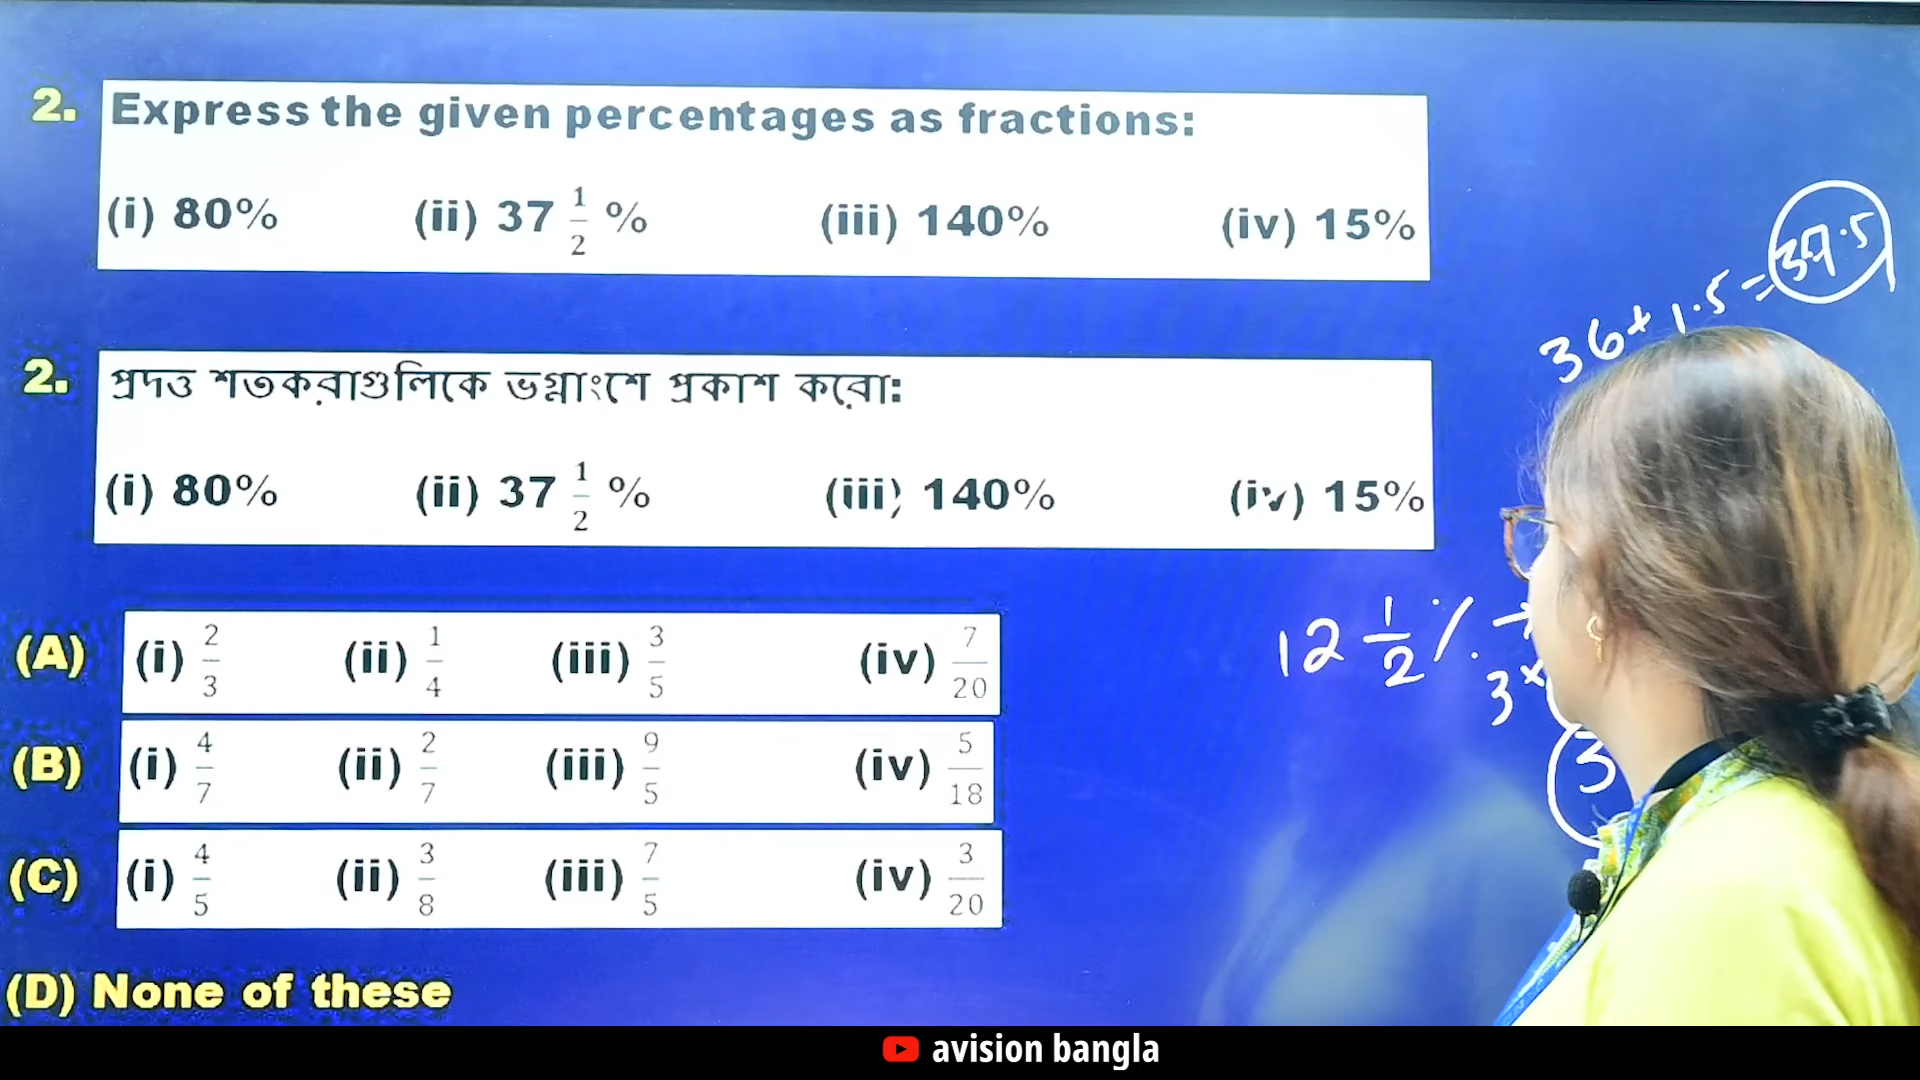 2. Express the given percentages as fractions:
(i) 80% (ii) 37 1/2 % (iii) 140% (iv) 15%
36+1.5=37.5
2. প্রদত্ত শতকরাগুলিকে ভগ্নাংশে প্রকাশ করো:
(i) 80% (ii) 37 1/2 % (iii) 140% (iv) 15%
12 1/2 %
3×
3
(A) (i) 2/3 (ii) 1/4 (iii) 3/5 (iv) 7/20
(B) (i) 4/7 (ii) 2/7 (iii) 9/5 (iv) 5/18
(C) (i) 4/5 (ii) 3/8 (iii) 7/5 (iv) 3/20
(D) None of these
avision bangla